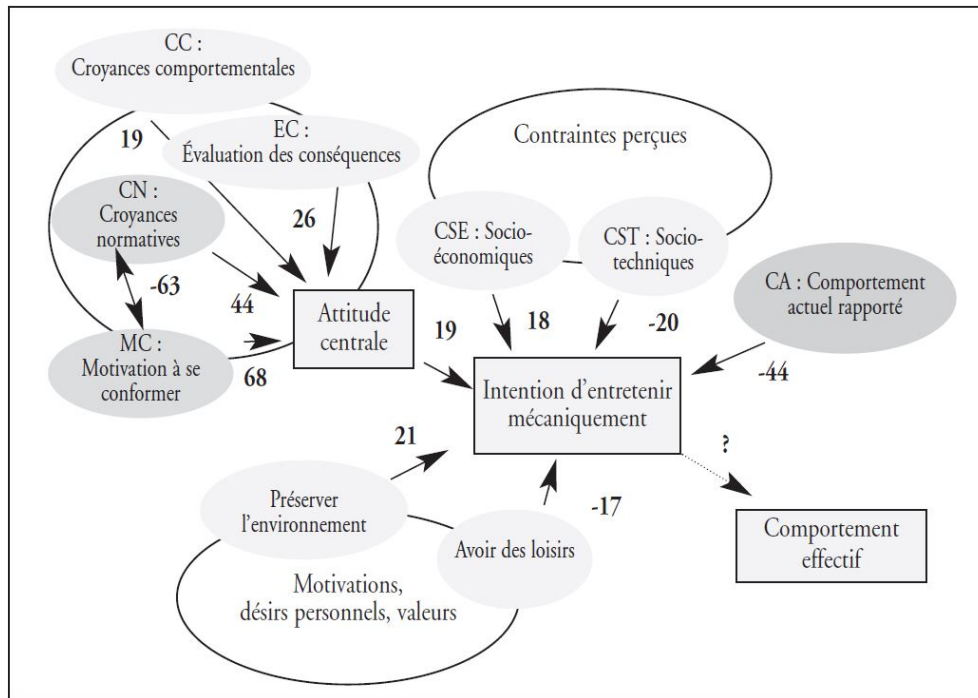 CC :
Croyances comportementales
19
EC :
Évaluation des conséquences
CN :
Croyances
normatives
26
-63
44
MC :
Motivation à se
conformer
68
Attitude
centrale
19
Contraintes perçues
CSE : Socio-
économiques
CST : Socio-
techniques
18
-20
CA : Comportement
actuel rapporté
-44
Intention d'entretenir
mécaniquement
21
?
Préserver
l'environnement
-17
Avoir des loisirs
Motivations,
désirs personnels, valeurs
Comportement
effectif